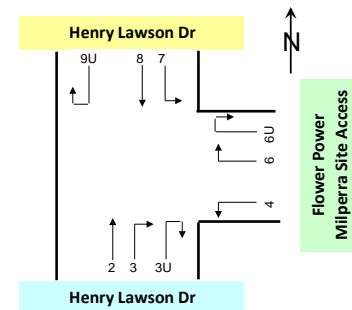 Henry Lawson Dr
N
9U 8 7
6U
6
4
Flower Power
Milperra Site Access
2 3 3U
Henry Lawson Dr